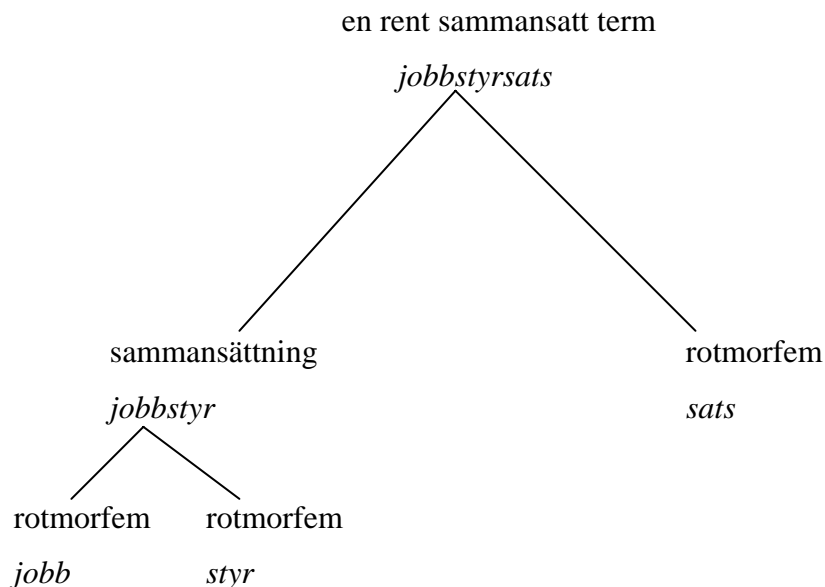 en rent sammansatt term
jobbstyrsats
sammansättning rotmorfem
jobbstyr sats
rotmorfem rotmorfem
jobb styr